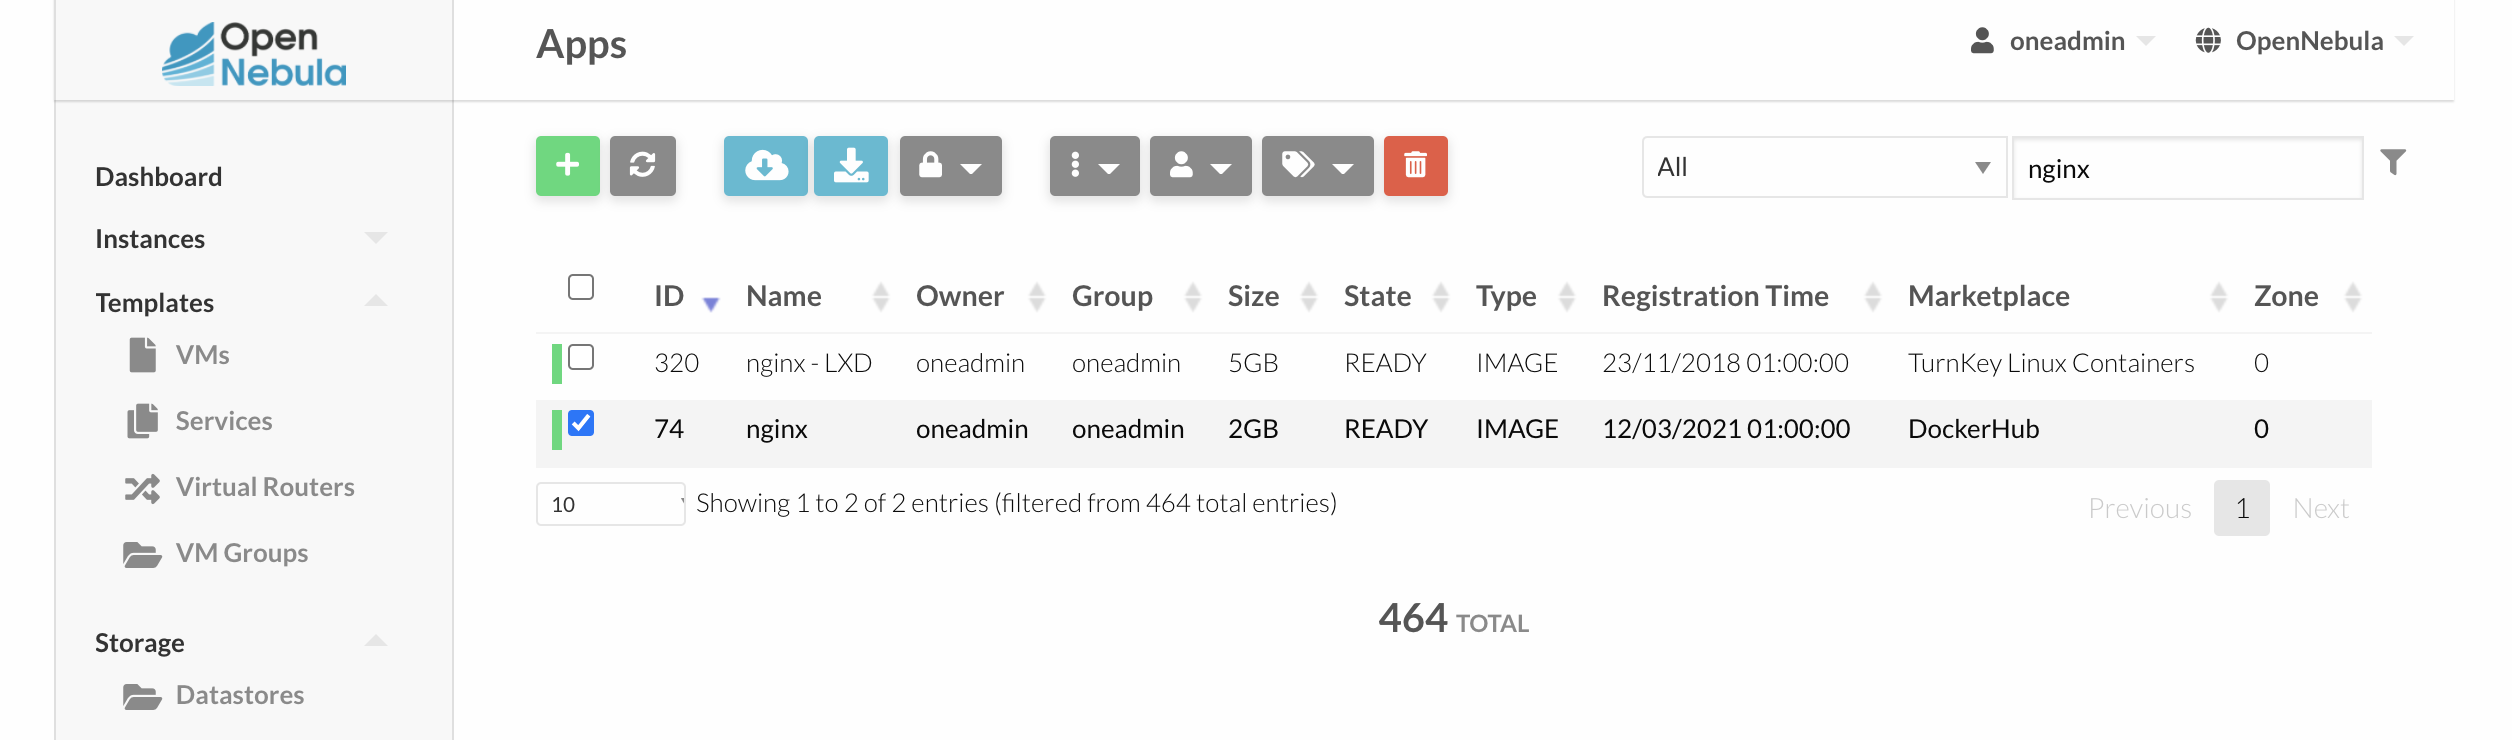 Open
Nebula
Apps
oneadmin
OpenNebula
Dashboard
Instances
Templates
VMs
Services
Virtual Routers
VM Groups
Storage
Datastores
All
nginx
ID Name Owner Group Size State Type Registration Time Marketplace Zone
320 nginx - LXD oneadmin oneadmin 5GB READY IMAGE 23/11/2018 01:00:00 TurnKey Linux Containers 0
74 nginx oneadmin oneadmin 2GB READY IMAGE 12/03/2021 01:00:00 DockerHub 0
10 Showing 1 to 2 of 2 entries (filtered from 464 total entries)
Previous 1 Next
464 TOTAL